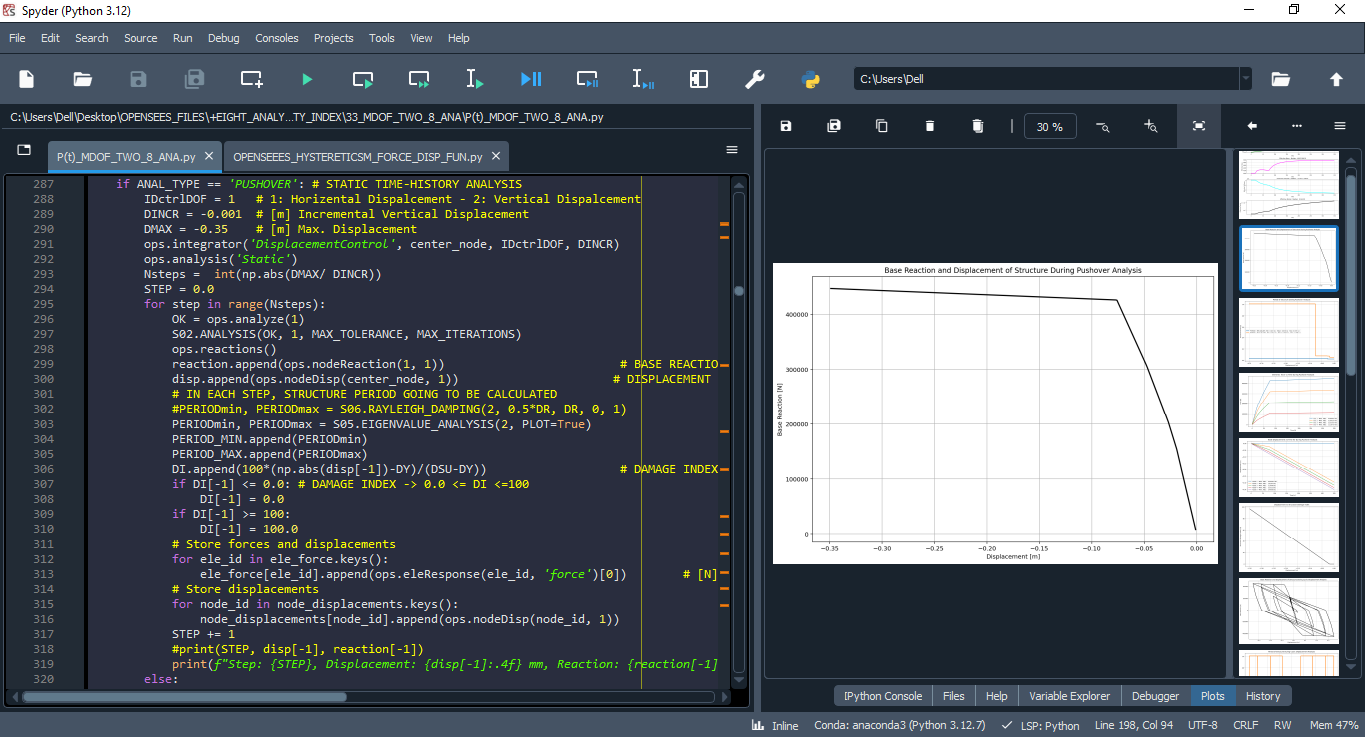 Spyder (Python 3.12)
File Edit Search Source Run Debug Consoles Projects Tools View Help
C:\Users\Dell
C:\Users\Dell\Desktop\OPENSEES_FILES\+EIGHT_ANALY...TY_INDEX\33_MDOF_TWO_8_ANA\P(t)_MDOF_TWO_8_ANA.py
P(t)_MDOF_TWO_8_ANA.py
OPENSEEES_HYSTERETICSM_FORCE_DISP_FUN.py
30 %
287 if ANAL_TYPE == 'PUSHOVER': # STATIC TIME-HISTORY ANALYSIS
288 IDctrlDOF = 1 # 1: Horizental Dispalcement - 2: Vertical Dispalcement
289 DINCR = -0.001 # [m] Incremental Vertical Displacement
290 DMAX = -0.35 # [m] Max. Displacement
291 ops.integrator('DisplacementControl', center_node, IDctrlDOF, DINCR)
292 ops.analysis('Static')
293 Nsteps = int(np.abs(DMAX/ DINCR))
294 STEP = 0.0
295 for step in range(Nsteps):
296 OK = ops.analyze(1)
297 S02.ANALYSIS(OK, 1, MAX_TOLERANCE, MAX_ITERATIONS)
298 ops.reactions()
299 reaction.append(ops.nodeReaction(1, 1)) # BASE REACTIO
300 disp.append(ops.nodeDisp(center_node, 1)) # DISPLACEMENT
301 # IN EACH STEP, STRUCTURE PERIOD GOING TO BE CALCULATED
302 #PERIODmin, PERIODmax = S06.RAYLEIGH_DAMPING(2, 0.5*DR, DR, 0, 1)
303 PERIODmin, PERIODmax = S05.EIGENVALUE_ANALYSIS(2, PLOT=True)
304 PERIOD_MIN.append(PERIODmin)
305 PERIOD_MAX.append(PERIODmax)
306 DI.append(100*(np.abs(disp[-1])-DY)/(DSU-DY)) # DAMAGE INDEX
307 if DI[-1] <= 0.0: # DAMAGE INDEX -> 0.0 <= DI <=100
308 DI[-1] = 0.0
309 if DI[-1] >= 100:
310 DI[-1] = 100.0
311 # Store forces and displacements
312 for ele_id in ele_force.keys():
313 ele_force[ele_id].append(ops.eleResponse(ele_id, 'force')[0]) # [N]
314 # Store displacements
315 for node_id in node_displacements.keys():
316 node_displacements[node_id].append(ops.nodeDisp(node_id, 1))
317 STEP += 1
318 #print(STEP, disp[-1], reaction[-1])
319 print(f"Step: {STEP}, Displacement: {disp[-1]:.4f} mm, Reaction: {reaction[-1]
320 else:
Base Reaction and Displacement of Structure During Pushover Analysis
Base Reaction [N]
400000
300000
200000
100000
0
−0.35 −0.30 −0.25 −0.20 −0.15 −0.10 −0.05 0.00
Displacement [m]
IPython Console Files Help Variable Explorer Debugger Plots History
Inline Conda: anaconda3 (Python 3.12.7) LSP: Python Line 198, Col 94 UTF-8 CRLF RW Mem 47%